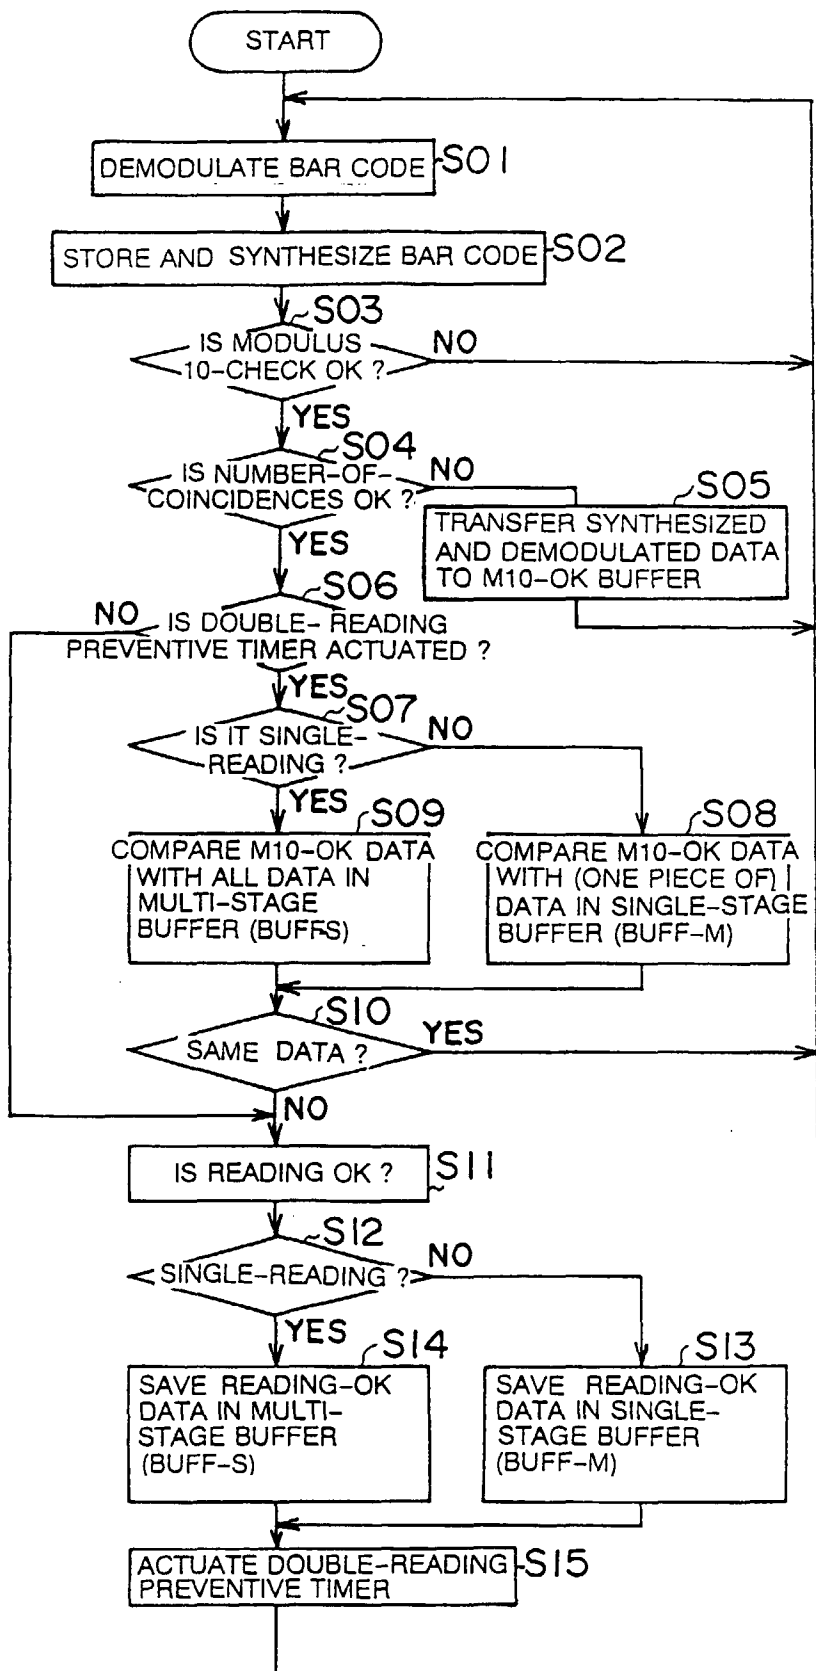 START
DEMODULATE BAR CODE
S01
STORE AND SYNTHESIZE BAR CODE
S02
S03
IS MODULUS
10-CHECK OK ?
NO
YES
S04
IS NUMBER-OF-
COINCIDENCES OK ?
NO
S05
TRANSFER SYNTHESIZED
AND DEMODULATED DATA
TO M10-OK BUFFER
YES
S06
NO
IS DOUBLE-READING
PREVENTIVE TIMER ACTUATED ?
YES
S07
IS IT SINGLE-
READING ?
NO
YES
S09
COMPARE M10-OK DATA
WITH ALL DATA IN
MULTI-STAGE
BUFFER (BUFF-S)
S08
COMPARE M10-OK DATA
WITH (ONE PIECE OF)
DATA IN SINGLE-STAGE
BUFFER (BUFF-M)
S10
SAME DATA ?
YES
NO
IS READING OK ?
S11
S12
SINGLE-READING ?
NO
YES
S14
SAVE READING-OK
DATA IN MULTI-
STAGE BUFFER
(BUFF-S)
S13
SAVE READING-OK
DATA IN SINGLE-
STAGE BUFFER
(BUFF-M)
ACTUATE DOUBLE-READING
PREVENTIVE TIMER
S15